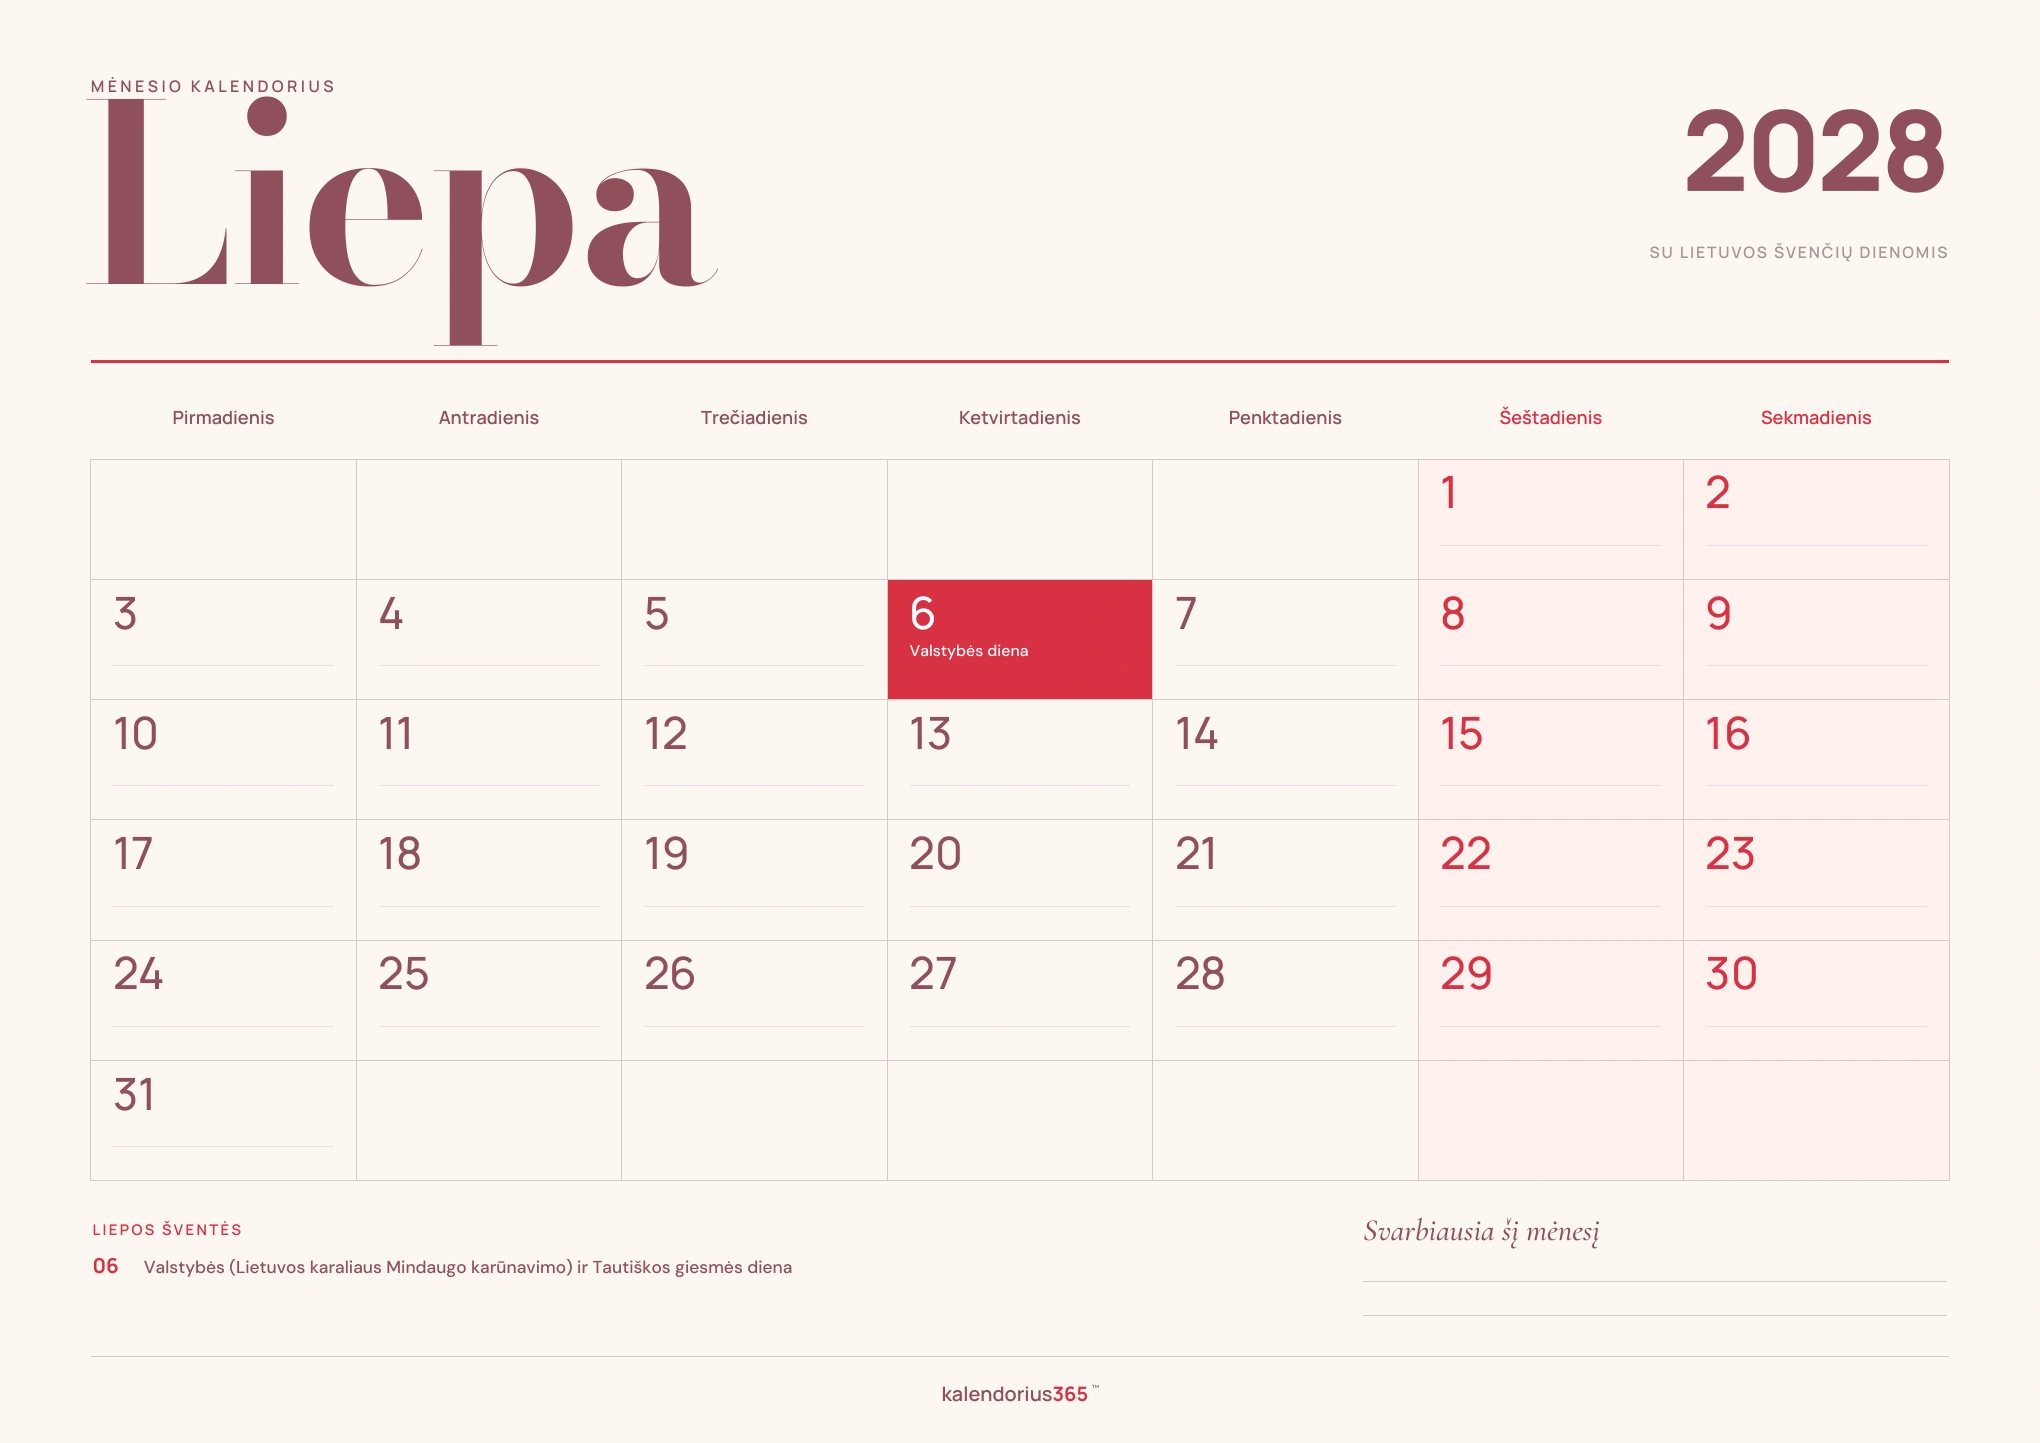 MĖNESIO KALENDORIUS
Liepa
2028
SU LIETUVOS ŠVENČIŲ DIENOMIS
Pirmadienis Antradienis Trečiadienis Ketvirtadienis Penktadienis Šeštadienis Sekmadienis
1 2
3 4 5 6 7 8 9
Valstybės diena
10 11 12 13 14 15 16
17 18 19 20 21 22 23
24 25 26 27 28 29 30
31
LIEPOS ŠVENTĖS
06 Valstybės (Lietuvos karaliaus Mindaugo karūnavimo) ir Tautiškos giesmės diena
Svarbiausia šį mėnesį
kalendorius365™